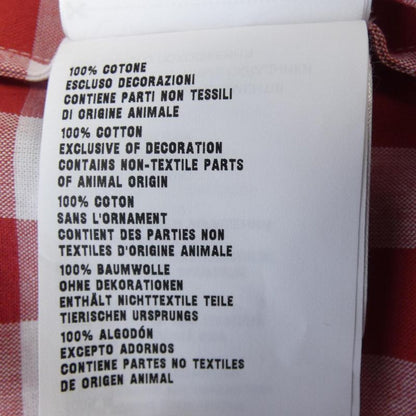 100% COTONE
ESCLUSO DECORAZIONI
CONTIENE PARTI NON TESSILI
DI ORIGINE ANIMALE
100% COTTON
EXCLUSIVE OF DECORATION
CONTAINS NON-TEXTILE PARTS
OF ANIMAL ORIGIN
100% COTON
SANS L'ORNAMENT
CONTIENT DES PARTIES NON
TEXTILES D'ORIGINE ANIMALE
100% BAUMWOLLE
OHNE DEKORATIONEN
ENTHÄLT NICHTTEXTILE TEILE
TIERISCHEN URSPRUNGS
100% ALGODÓN
EXCEPTO ADORNOS
CONTIENE PARTES NO TEXTILES
DE ORIGEN ANIMAL